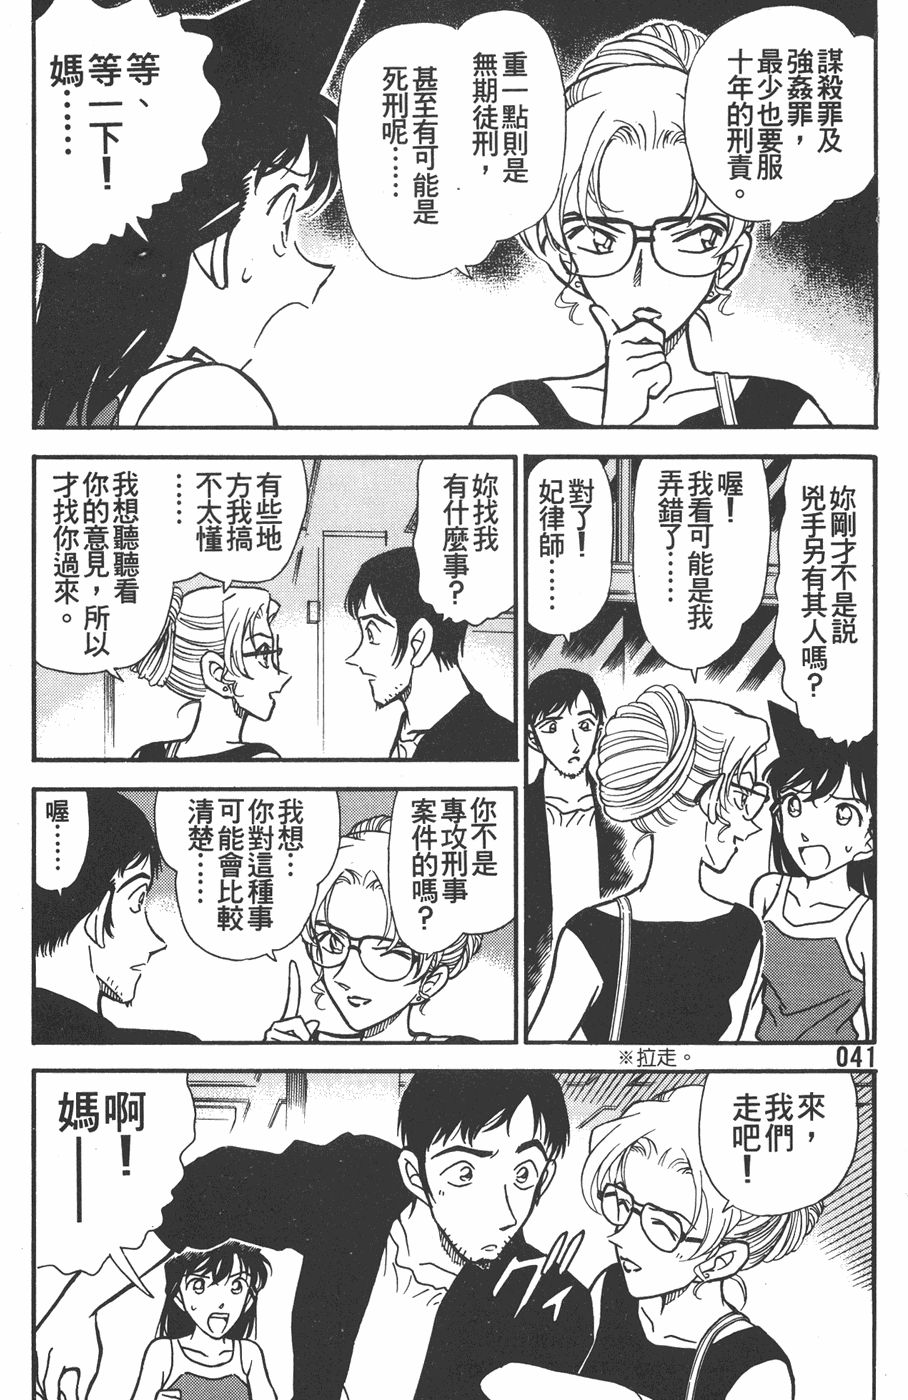 謀殺罪及
強姦罪，
最少也要服
十年的刑責。
重一點則是
無期徒刑，
甚至有可能是
死刑呢……
等、
等一下！
媽……
妳剛才不是說
兇手另有其人嗎？
喔！
我看可能是我
弄錯了……
對了！
妃律師……
妳找我
有什麼事？
有些地
方我搞
不太懂
……
我想聽聽看
你的意見，所以
才找你過來。
你不是
專攻刑事
案件的嗎？
我想…
你對這種事
可能會比較
清楚……
喔……
※拉走。
041
來，
我們
走吧！
グイッ
啊！
媽——